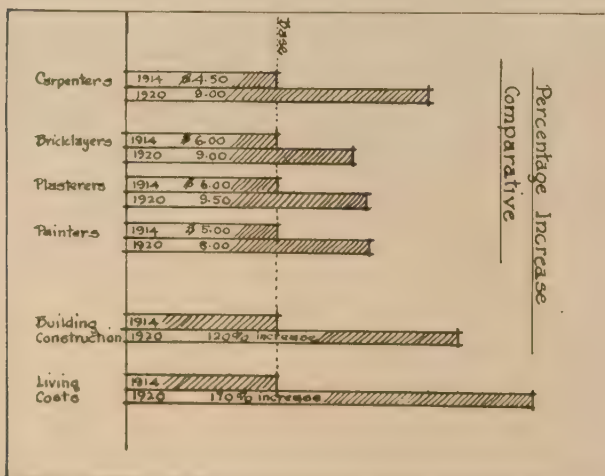 Base
Carpenters
1914 $4.50
1920 9.00
Bricklayers
1914 $6.00
1920 9.00
Plasterers
1914 $6.00
1920 9.50
Painters
1914 $5.00
1920 8.00
Building
Construction
1914
1920 120% increase
Living
Costs
1914
1920 170% increase
Percentage Increase
Comparative